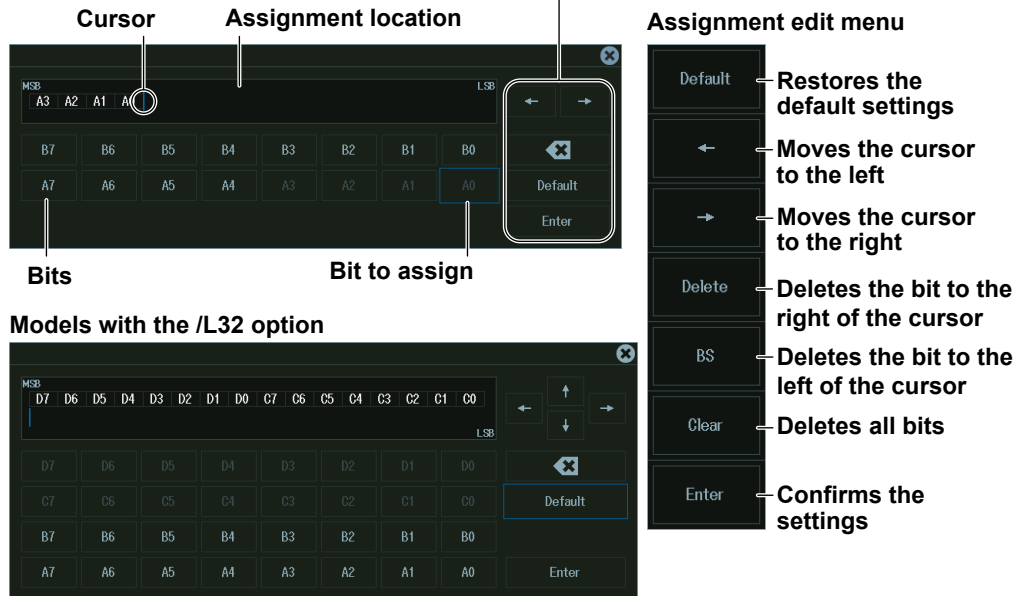 Cursor
Assignment location
MSB
LSB
A3 A2 A1 A0
B7 B6 B5 B4 B3 B2 B1 B0
A7 A6 A5 A4 A3 A2 A1 A0
Default
Enter
Bits
Bit to assign
Models with the /L32 option
MSB
D7 D6 D5 D4 D3 D2 D1 D0 C7 C6 C5 C4 C3 C2 C1 C0
LSB
D7 D6 D5 D4 D3 D2 D1 D0
C7 C6 C5 C4 C3 C2 C1 C0
Default
B7 B6 B5 B4 B3 B2 B1 B0
A7 A6 A5 A4 A3 A2 A1 A0
Enter
Assignment edit menu
Default
Restores the
default settings
←
Moves the cursor
to the left
→
Moves the cursor
to the right
Delete
Deletes the bit to the
right of the cursor
BS
Deletes the bit to the
left of the cursor
Clear
Deletes all bits
Enter
Confirms the
settings